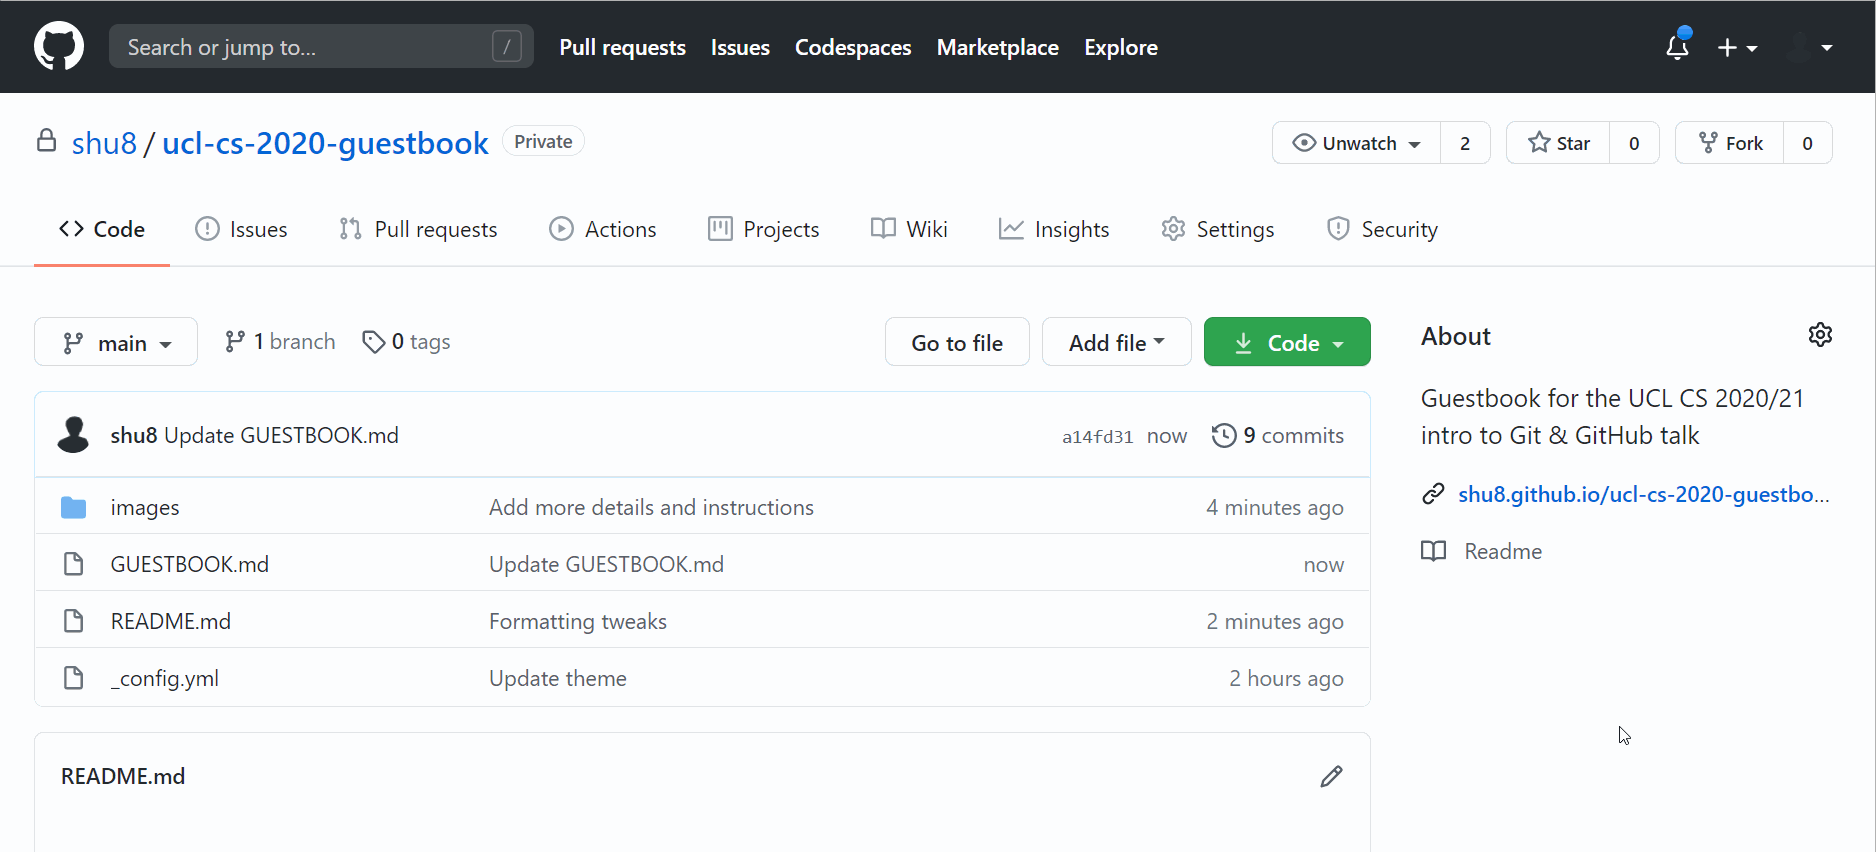 Search or jump to... /
Pull requests Issues Codespaces Marketplace Explore
shu8 / ucl-cs-2020-guestbook Private
Unwatch 2 Star 0 Fork 0
Code Issues Pull requests Actions Projects Wiki Insights Settings Security
main 1 branch 0 tags Go to file Add file Code
shu8 Update GUESTBOOK.md a14fd31 now 9 commits
images Add more details and instructions 4 minutes ago
GUESTBOOK.md Update GUESTBOOK.md now
README.md Formatting tweaks 2 minutes ago
_config.yml Update theme 2 hours ago
README.md
About
Guestbook for the UCL CS 2020/21
intro to Git & GitHub talk
shu8.github.io/ucl-cs-2020-guestbo...
Readme